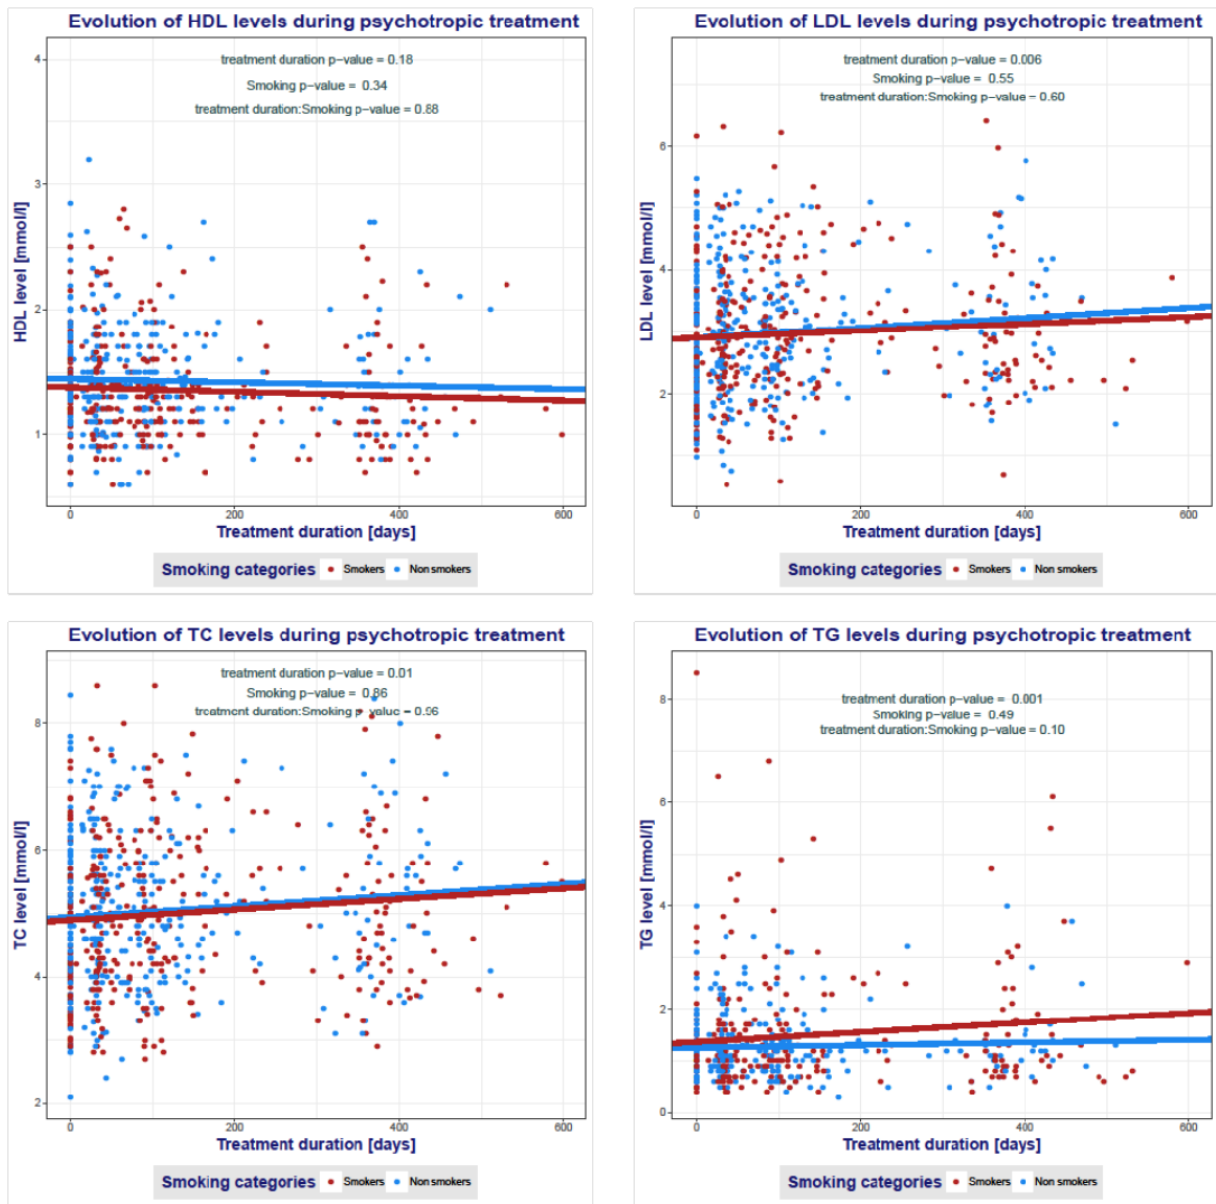 Evolution of HDL levels during psychotropic treatment
treatment duration p-value = 0.18
Smoking p-value = 0.34
treatment duration:Smoking p-value = 0.88
HDL level [mmol/l]
4
3
2
1
0
200
400
600
Treatment duration [days]
Smoking categories Smokers Non smokers
Evolution of LDL levels during psychotropic treatment
treatment duration p-value = 0.006
Smoking p-value = 0.55
treatment duration:Smoking p-value = 0.60
LDL level [mmol/l]
6
4
2
0
200
400
600
Treatment duration [days]
Smoking categories Smokers Non smokers
Evolution of TC levels during psychotropic treatment
treatment duration p-value = 0.01
Smoking p-value = 0.86
treatment duration:Smoking p-value = 0.96
TC level [mmol/l]
8
6
4
2
0
200
400
600
Treatment duration [days]
Smoking categories Smokers Non smokers
Evolution of TG levels during psychotropic treatment
treatment duration p-value = 0.001
Smoking p-value = 0.49
treatment duration:Smoking p-value = 0.10
TG level [mmol/l]
8
6
4
2
0
0
200
400
600
Treatment duration [days]
Smoking categories Smokers Non smokers